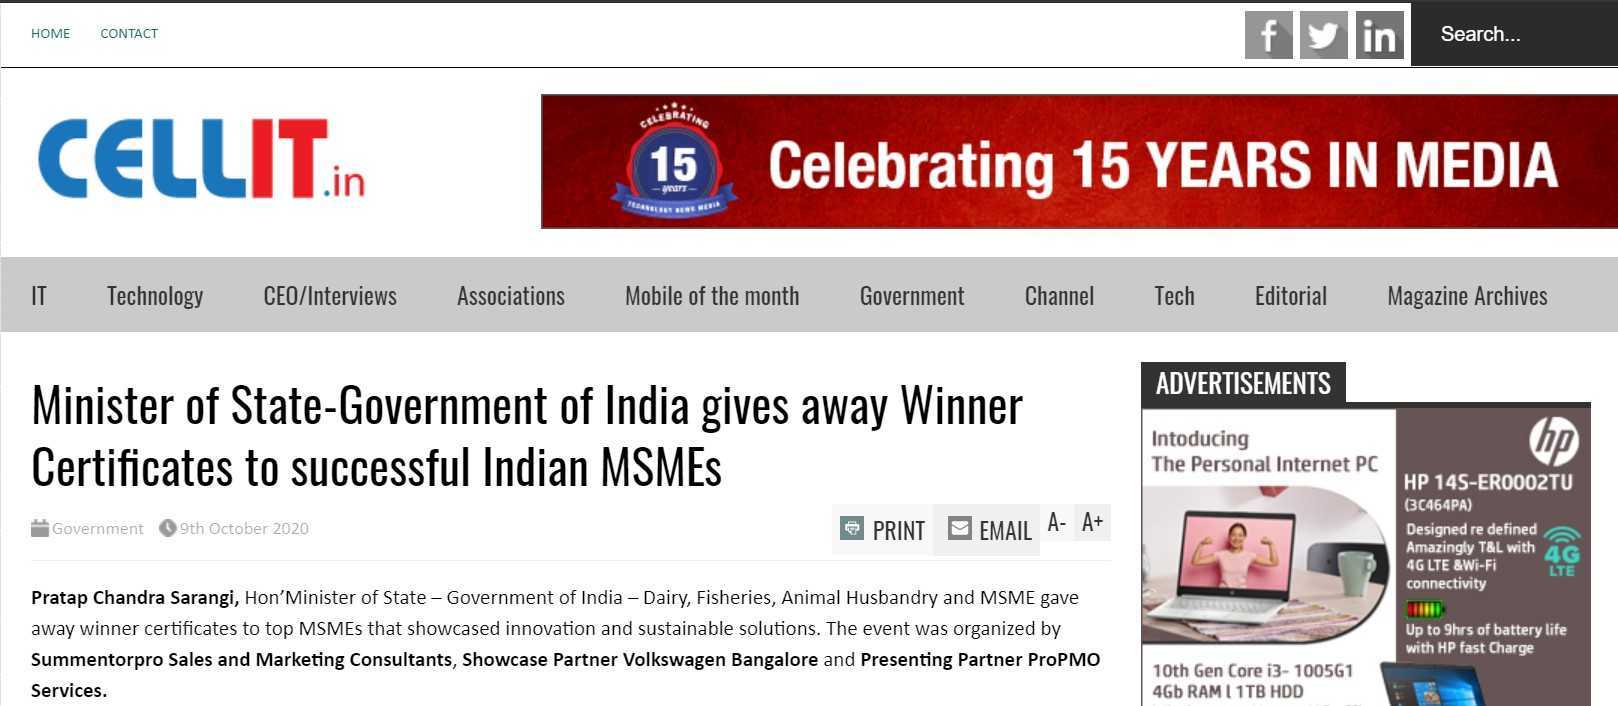 HOME CONTACT
Search...
CELLIT.in
CELEBRATING
15
years
TECHNOLOGY NEWS MEDIA
Celebrating 15 YEARS IN MEDIA
IT Technology CEO/Interviews Associations Mobile of the month Government Channel Tech Editorial Magazine Archives
Minister of State-Government of India gives away Winner
Certificates to successful Indian MSMEs
Government 9th October 2020
PRINT EMAIL A- A+
Pratap Chandra Sarangi, Hon’Minister of State – Government of India – Dairy, Fisheries, Animal Husbandry and MSME gave
away winner certificates to top MSMEs that showcased innovation and sustainable solutions. The event was organized by
Summentorpro Sales and Marketing Consultants, Showcase Partner Volkswagen Bangalore and Presenting Partner ProPMO
Services.
ADVERTISEMENTS
Intoducing
The Personal Internet PC
hp
HP 14S-ER0002TU
(3C464PA)
Designed re defined
Amazingly T&L with
4G LTE &Wi-Fi
connectivity
4G
LTE
Up to 9hrs of battery life
with HP fast Charge
10th Gen Core i3- 1005G1
4Gb RAM l 1TB HDD